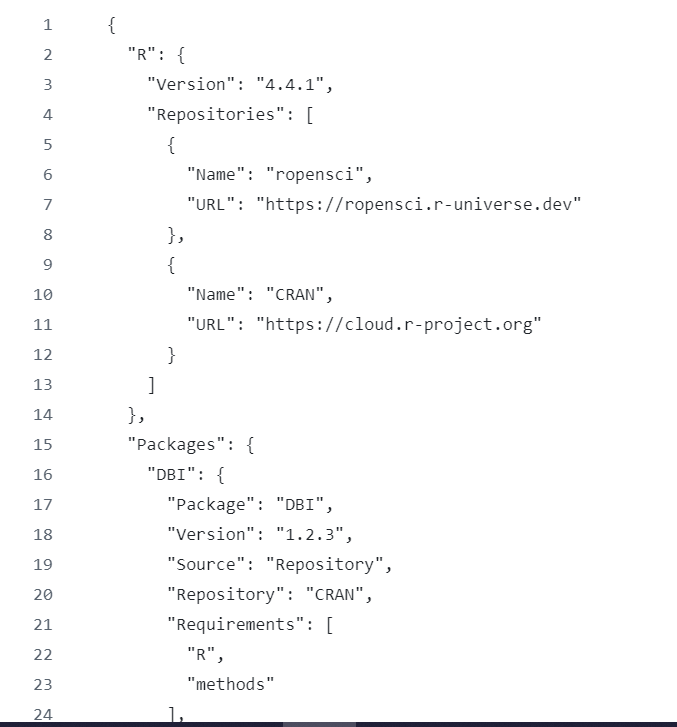 1 {
2 "R": {
3 "Version": "4.4.1",
4 "Repositories": [
5 {
6 "Name": "ropensci",
7 "URL": "https://ropensci.r-universe.dev"
8 },
9 {
10 "Name": "CRAN",
11 "URL": "https://cloud.r-project.org"
12 }
13 ]
14 },
15 "Packages": {
16 "DBI": {
17 "Package": "DBI",
18 "Version": "1.2.3",
19 "Source": "Repository",
20 "Repository": "CRAN",
21 "Requirements": [
22 "R",
23 "methods"
24 ],